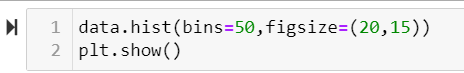 1 data.hist(bins=50,figsize=(20,15))
2 plt.show()